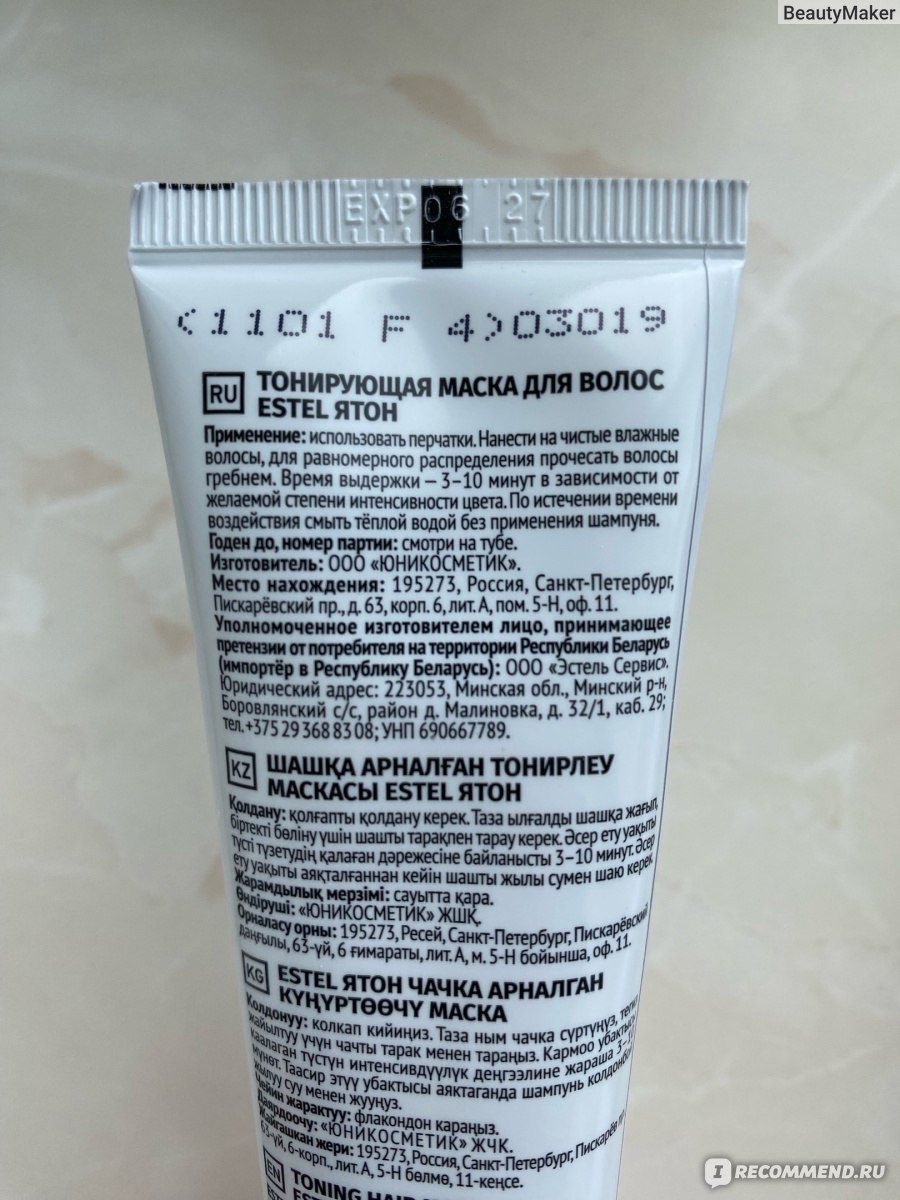 BeautyMaker
EXP06 27
(1101 F 4)03019
RU ТОНИРУЮЩАЯ МАСКА ДЛЯ ВОЛОС
ESTEL ЯТОН
Применение: использовать перчатки. Нанести на чистые влажные
волосы, для равномерного распределения прочесать волосы
гребнем. Время выдержки – 3–10 минут в зависимости от
желаемой степени интенсивности цвета. По истечении времени
воздействия смыть тёплой водой без применения шампуня.
Годен до, номер партии: смотри на тубе.
Изготовитель: ООО «ЮНИКОСМЕТИК».
Место нахождения: 195273, Россия, Санкт-Петербург,
Пискарёвский пр., д. 63, корп. 6, лит. А, пом. 5-Н, оф. 11.
Уполномоченное изготовителем лицо, принимающее
претензии от потребителя на территории Республики Беларусь
(импортёр в Республику Беларусь): ООО «Эстель Сервис».
Юридический адрес: 223053, Минская обл., Минский р-н,
Боровлянский с/с, район д. Малиновка, д. 32/1, каб. 29;
тел. +375 29 368 83 08; УНП 690667789.
KZ ШАШҚА АРНАЛҒАН ТОНИРЛЕУ
МАСКАСЫ ESTEL ЯТОН
Қолдану: қолғапты қолдану керек. Таза ылғалды шашқа жағып,
біртекті бөліну үшін шашты тарақпен тарау керек. Әсер ету уақыты
түсті түзетудің қалаған дәрежесіне байланысты 3–10 минут. Әсер
ету уақыты аяқталғаннан кейін шашты жылы сумен шаю керек.
Жарамдылық мерзімі: сауытта қара.
Өндіруші: «ЮНИКОСМЕТИК» ЖШҚ.
Орналасу орны: 195273, Ресей, Санкт-Петербург, Пискарёвский
даңғылы, 63-үй, 6 ғимараты, лит. А, м. 5-Н бойынша, оф. 11.
KG ESTEL ЯТОН ЧАЧКА АРНАЛГАН
КҮҢҮРТӨӨЧҮ МАСКА
Колдонуу: колкап кийиңиз. Таза ным чачка сүртүңүз,
жайылтуу үчүн чачты тарак менен тараңыз. Кармоо убактысы
каалаган түстүн интенсивдүүлүк деңгээлине жараша
мүнөт. Таасир этүү убактысы аяктаганда шампунь
жылуу суу менен жууңуз.
Чейин жарактуу: флакондон караңыз.
Даярдоочу: «ЮНИКОСМЕТИК» ЖЧК.
Жайгашкан жери: 195273, Россия, Санкт-Петербург,
63-үй, 6-корп., лит. А, 5-Н бөлмө, 11-кеңсе.
EN TONING HAIR
IRECOMMEND.RU